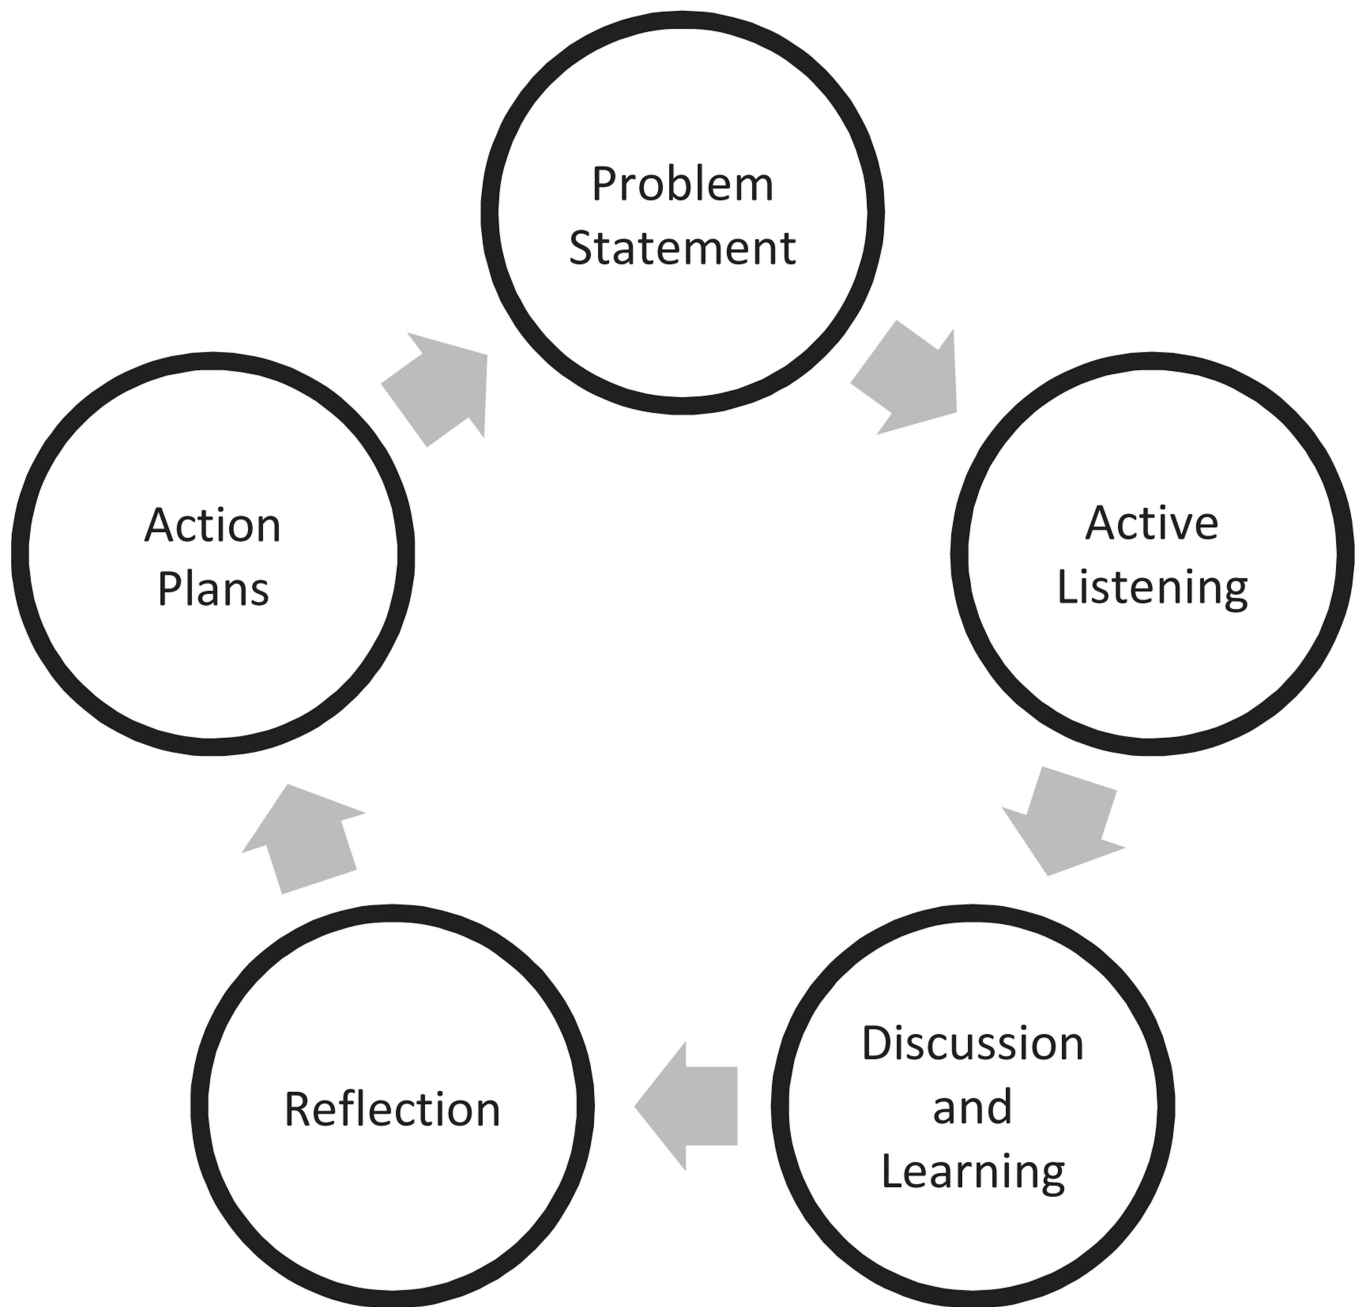 Problem
Statement
Active
Listening
Discussion
and
Learning
Reflection
Action
Plans